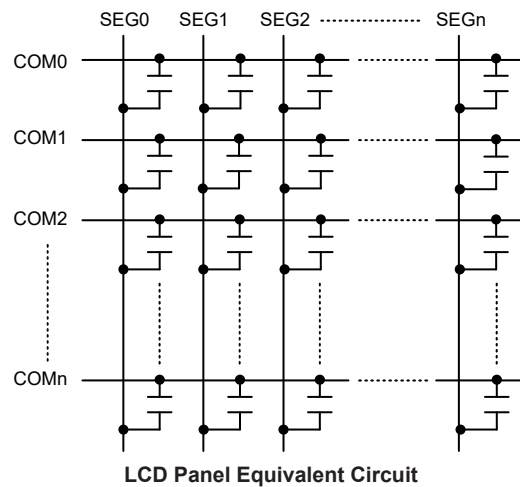 SEG0 SEG1 SEG2 SEGn
COM0
COM1
COM2
COMn
LCD Panel Equivalent Circuit